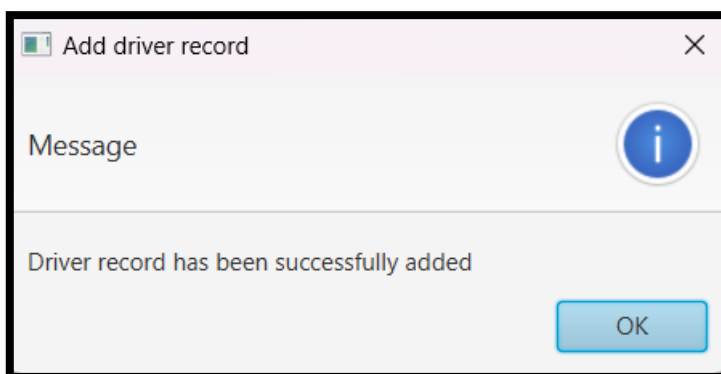 Add driver record
Message
i
Driver record has been successfully added
OK